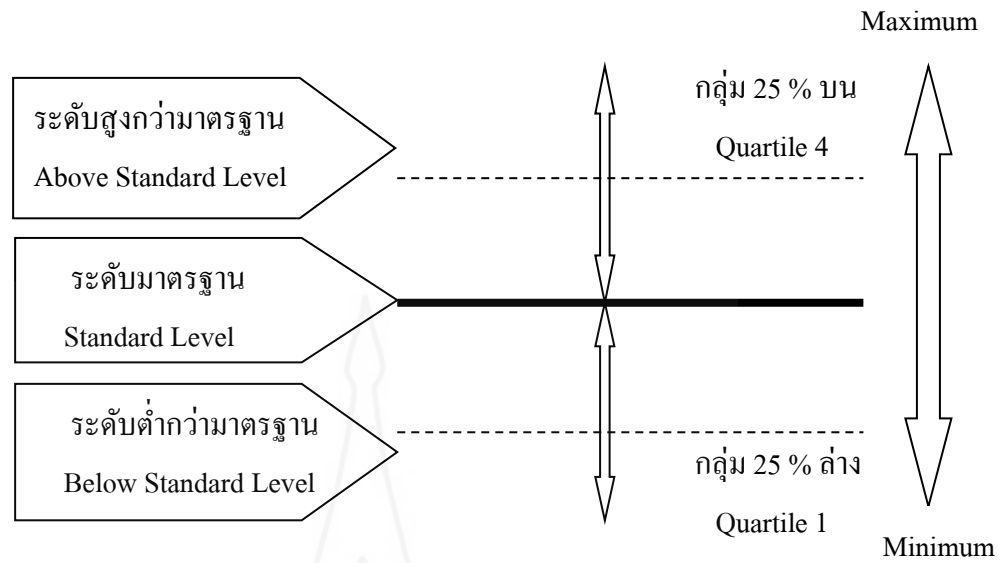 Maximum
ระดับสูงกว่ามาตรฐาน
Above Standard Level
กลุ่ม 25 % บน
Quartile 4
ระดับมาตรฐาน
Standard Level
ระดับต่ำกว่ามาตรฐาน
Below Standard Level
กลุ่ม 25 % ล่าง
Quartile 1
Minimum